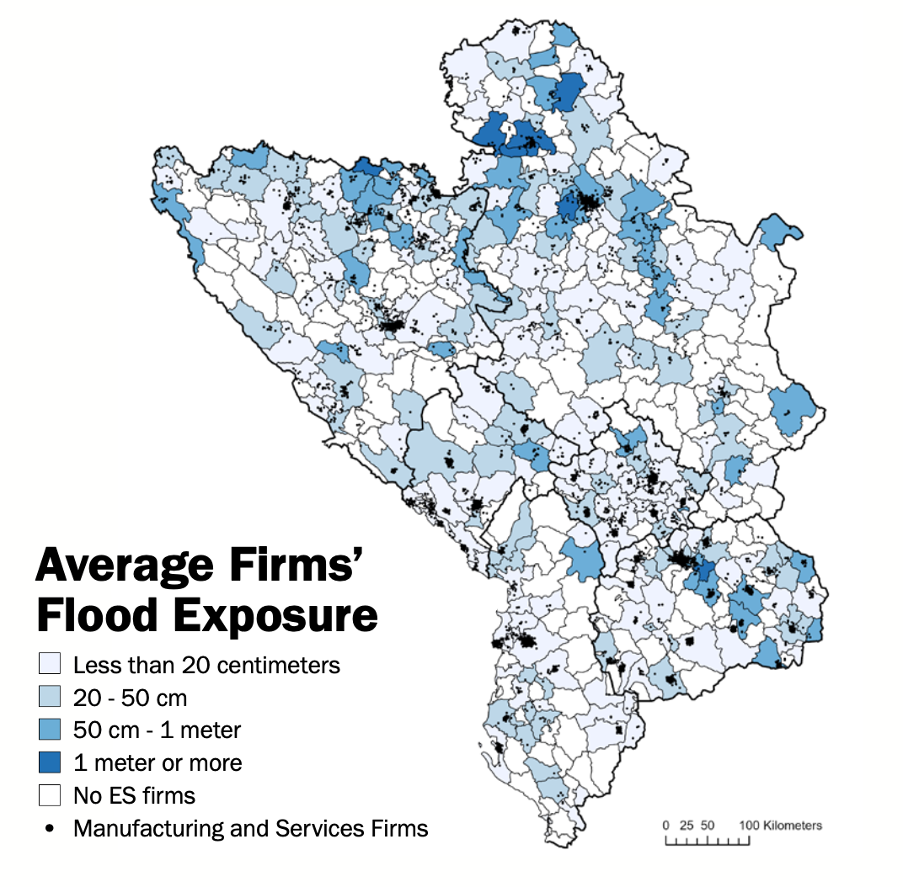 Average Firms’
Flood Exposure
Less than 20 centimeters
20 - 50 cm
50 cm - 1 meter
1 meter or more
No ES firms
Manufacturing and Services Firms
0 25 50 100 Kilometers